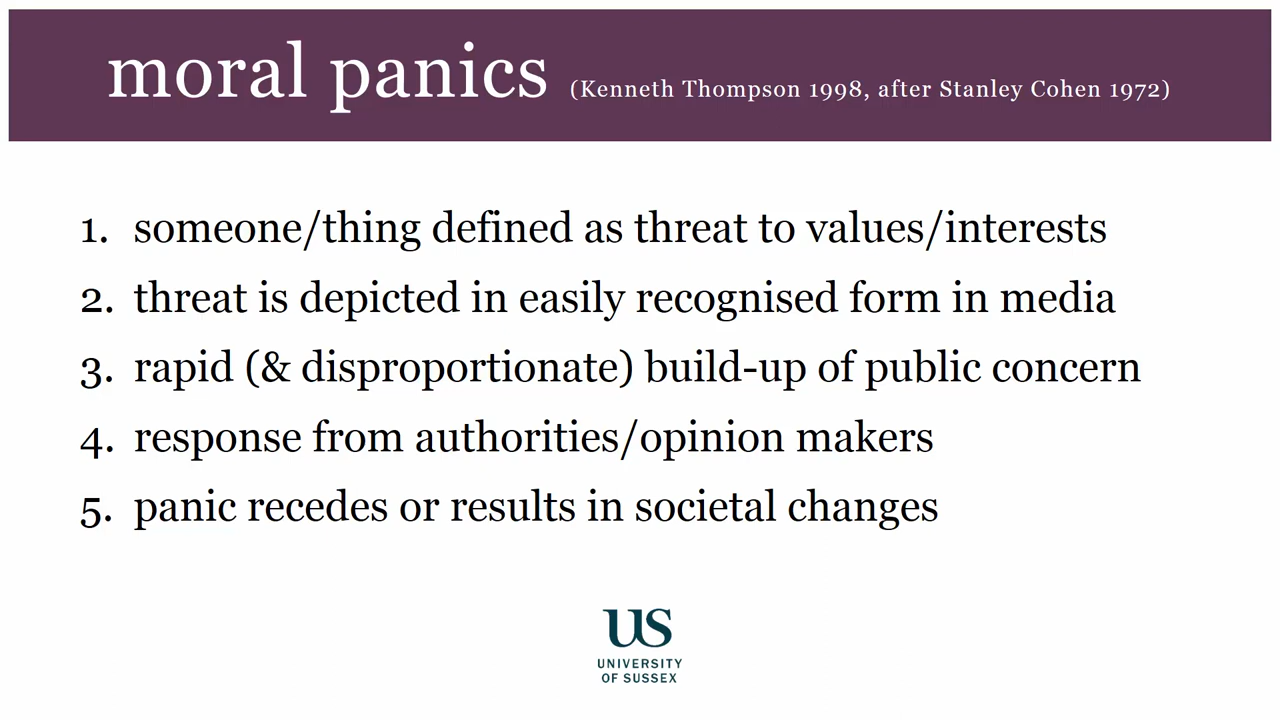 moral panics (Kenneth Thompson 1998, after Stanley Cohen 1972)
1. someone/thing defined as threat to values/interests
2. threat is depicted in easily recognised form in media
3. rapid (& disproportionate) build-up of public concern
4. response from authorities/opinion makers
5. panic recedes or results in societal changes
US
UNIVERSITY
OF SUSSEX